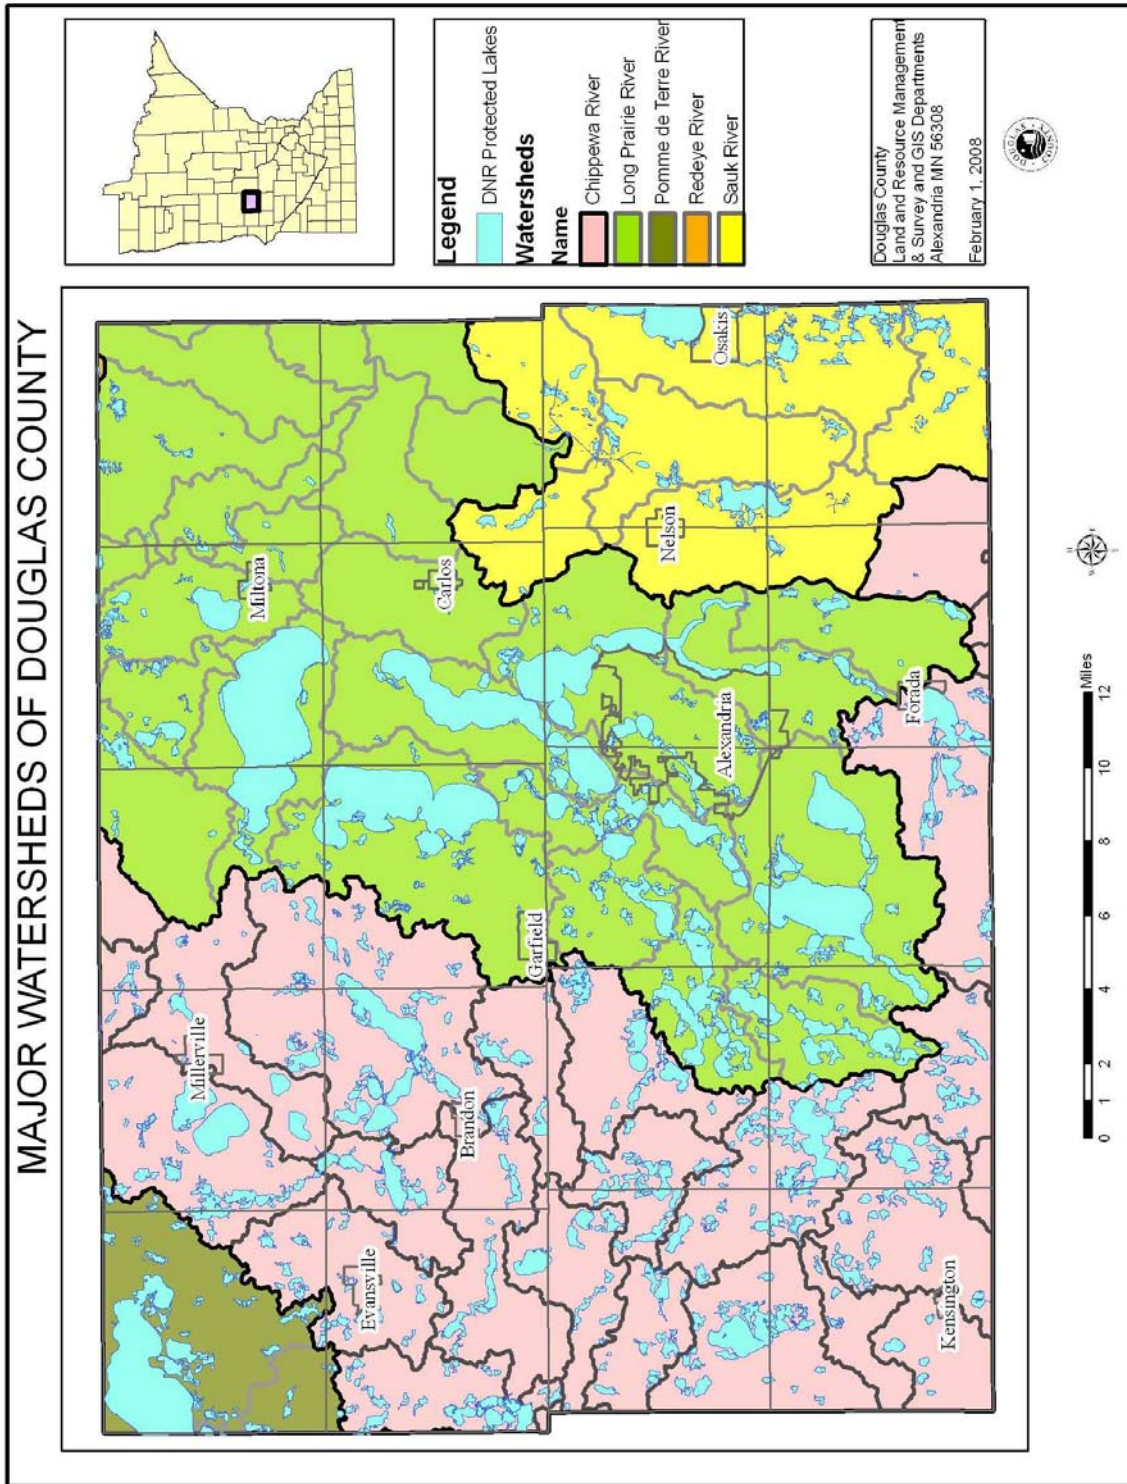 MAJOR WATERSHEDS OF DOUGLAS COUNTY
Millerville
Miltona
Evansville
Brandon
Carlos
Garfield
Nelson
Osakis
Alexandria
Forada
Kensington
Legend
DNR Protected Lakes
Watersheds
Name
Chippewa River
Long Prairie River
Pomme de Terre River
Redeye River
Sauk River
Douglas County
Land and Resource Management
& Survey and GIS Departments
Alexandria MN 56308
February 1, 2008
DOUGLAS · COUNTY
0 1 2 4 6 8 10 12
Miles